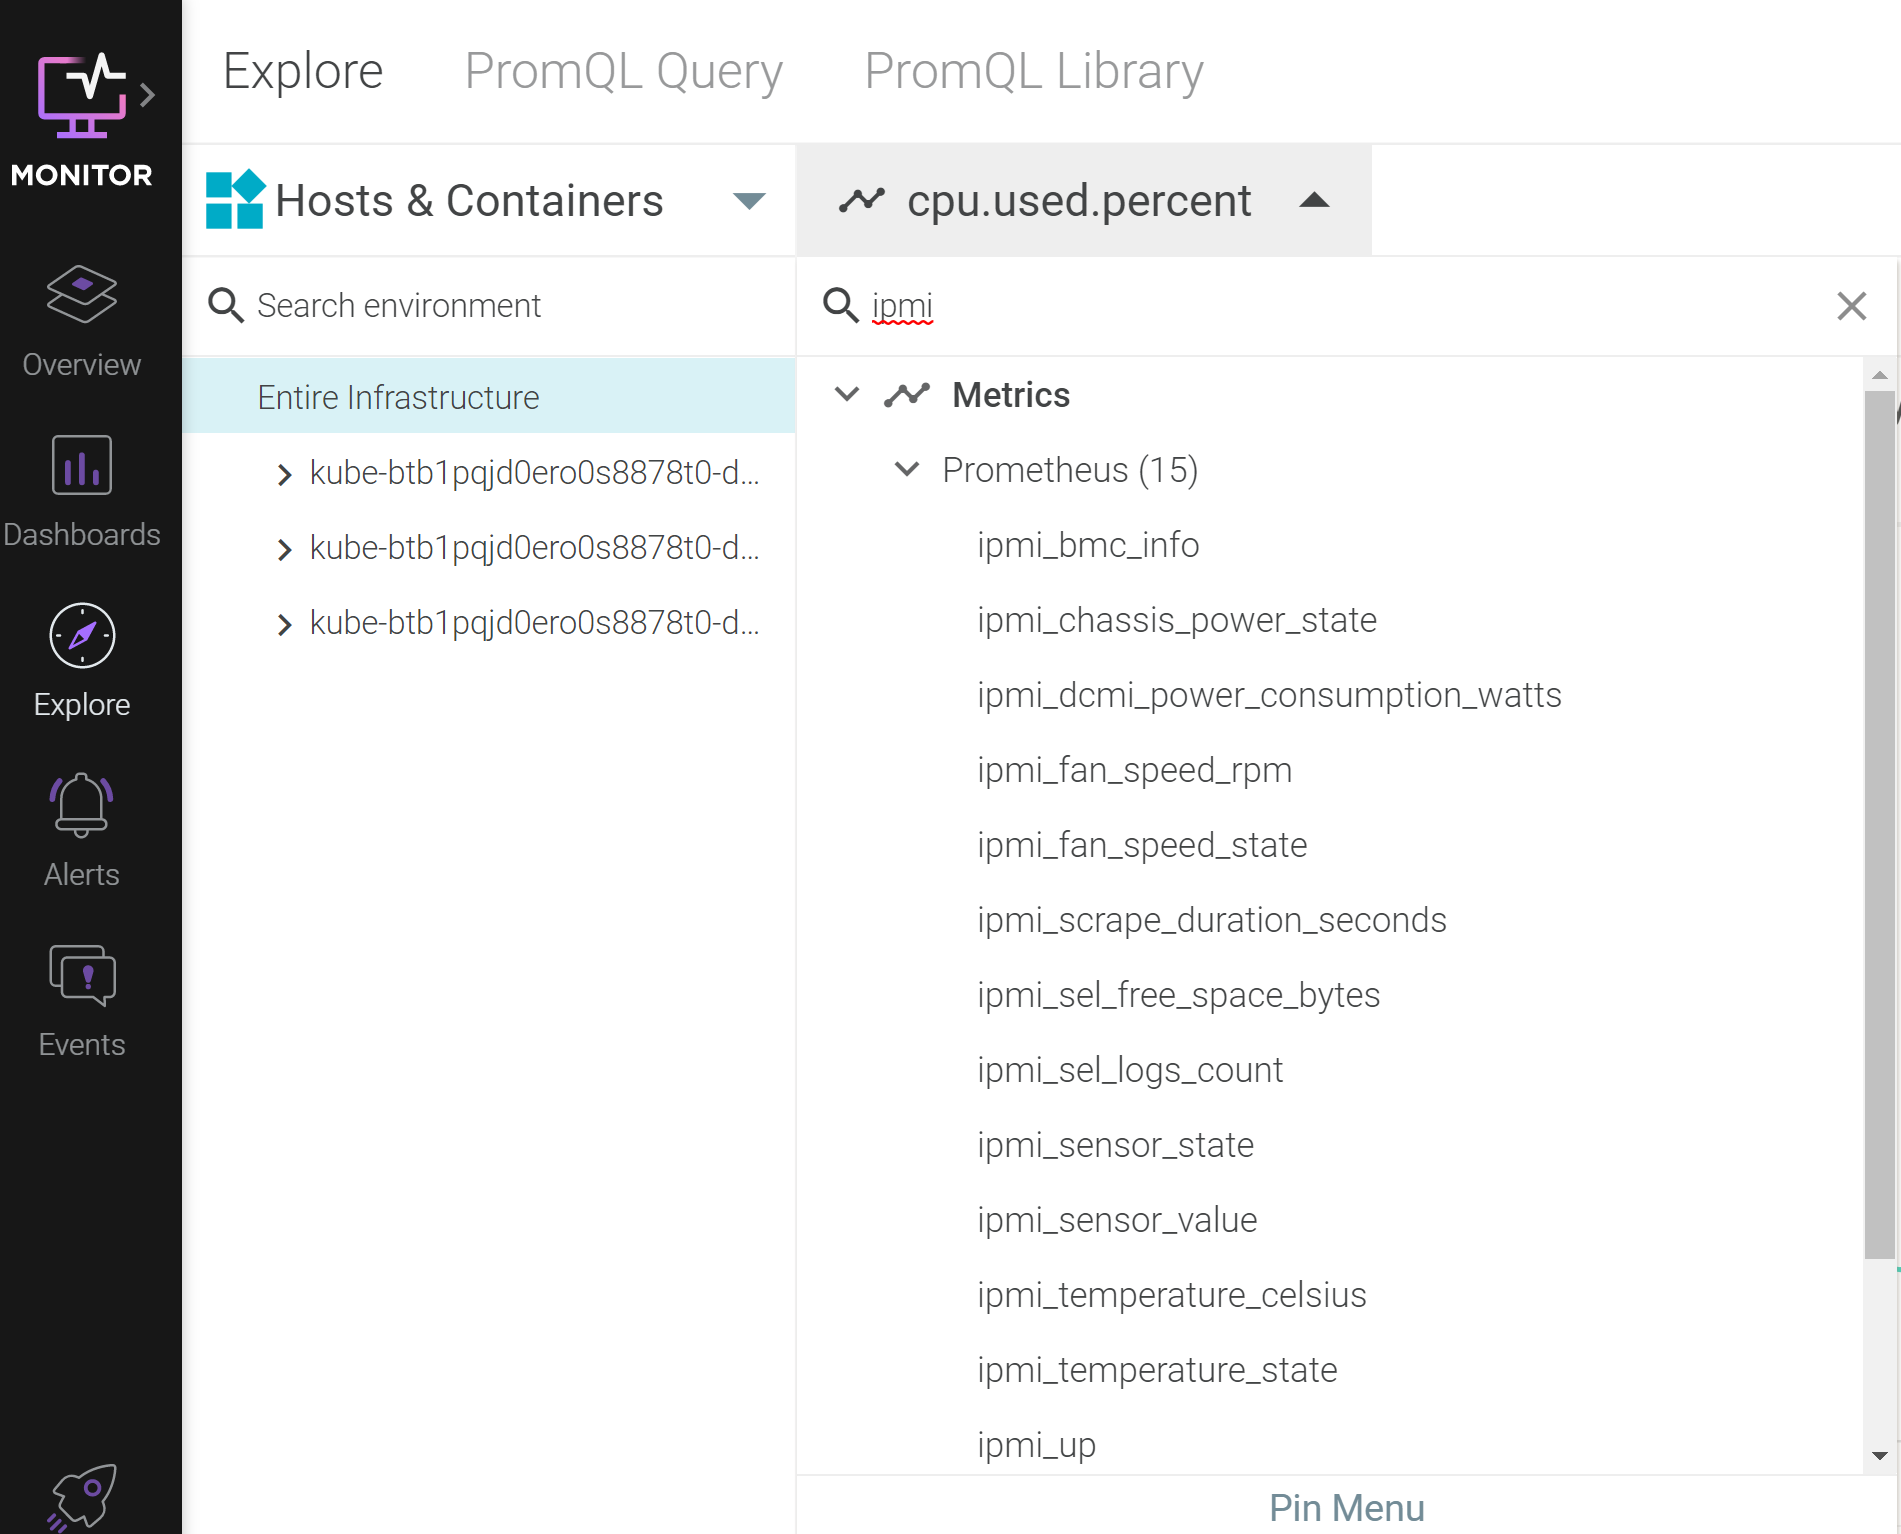 MONITOR
Overview
Dashboards
Explore
Alerts
Events
Explore PromQL Query PromQL Library
Hosts & Containers
Search environment
Entire Infrastructure
kube-btb1pqjd0ero0s8878t0-d...
kube-btb1pqjd0ero0s8878t0-d...
kube-btb1pqjd0ero0s8878t0-d...
cpu.used.percent
ipmi
Metrics
Prometheus (15)
ipmi_bmc_info
ipmi_chassis_power_state
ipmi_dcmi_power_consumption_watts
ipmi_fan_speed_rpm
ipmi_fan_speed_state
ipmi_scrape_duration_seconds
ipmi_sel_free_space_bytes
ipmi_sel_logs_count
ipmi_sensor_state
ipmi_sensor_value
ipmi_temperature_celsius
ipmi_temperature_state
ipmi_up
Pin Menu